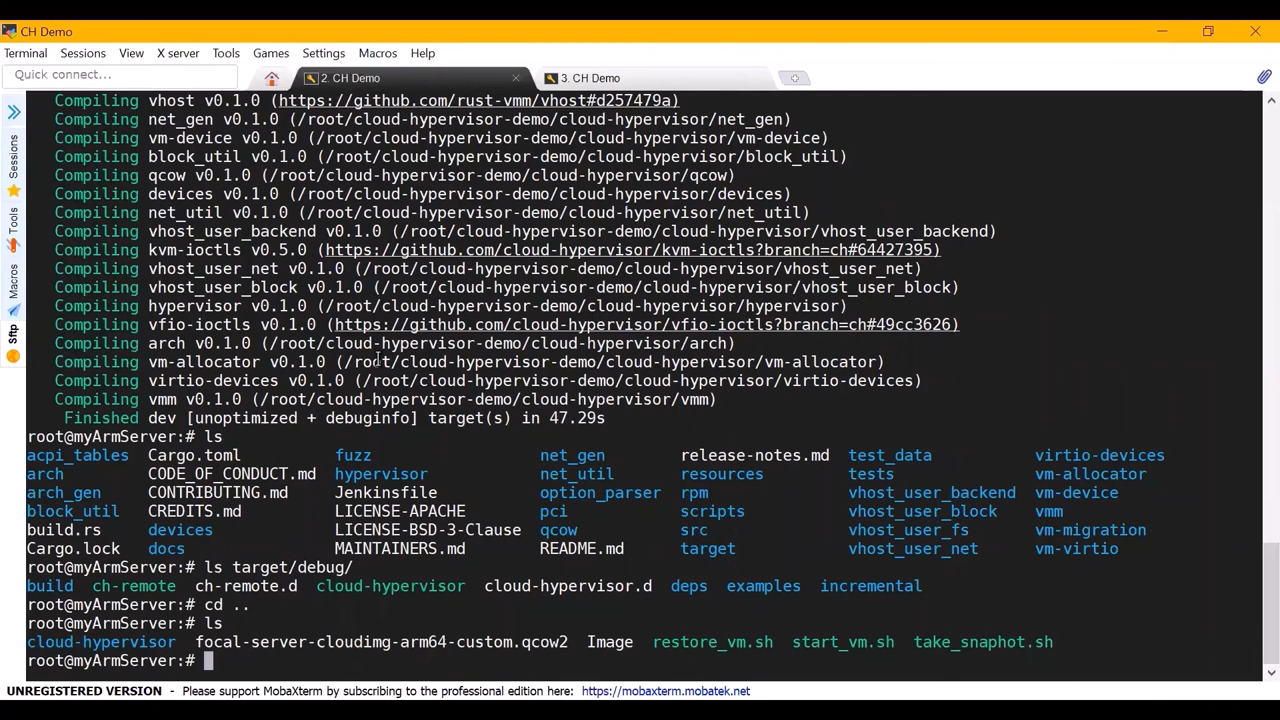 CH Demo
Terminal Sessions View X server Tools Games Settings Macros Help
Quick connect...
2. CH Demo
3. CH Demo
Sessions
Tools
Macros
Sftp
Compiling vhost v0.1.0 (https://github.com/rust-vmm/vhost#d257479a)
Compiling net_gen v0.1.0 (/root/cloud-hypervisor-demo/cloud-hypervisor/net_gen)
Compiling vm-device v0.1.0 (/root/cloud-hypervisor-demo/cloud-hypervisor/vm-device)
Compiling block_util v0.1.0 (/root/cloud-hypervisor-demo/cloud-hypervisor/block_util)
Compiling qcow v0.1.0 (/root/cloud-hypervisor-demo/cloud-hypervisor/qcow)
Compiling devices v0.1.0 (/root/cloud-hypervisor-demo/cloud-hypervisor/devices)
Compiling net_util v0.1.0 (/root/cloud-hypervisor-demo/cloud-hypervisor/net_util)
Compiling vhost_user_backend v0.1.0 (/root/cloud-hypervisor-demo/cloud-hypervisor/vhost_user_backend)
Compiling kvm-ioctls v0.5.0 (https://github.com/cloud-hypervisor/kvm-ioctls?branch=ch#64427395)
Compiling vhost_user_net v0.1.0 (/root/cloud-hypervisor-demo/cloud-hypervisor/vhost_user_net)
Compiling vhost_user_block v0.1.0 (/root/cloud-hypervisor-demo/cloud-hypervisor/vhost_user_block)
Compiling hypervisor v0.1.0 (/root/cloud-hypervisor-demo/cloud-hypervisor/hypervisor)
Compiling vfio-ioctls v0.1.0 (https://github.com/cloud-hypervisor/vfio-ioctls?branch=ch#49cc3626)
Compiling arch v0.1.0 (/root/cloud-hypervisor-demo/cloud-hypervisor/arch)
Compiling vm-allocator v0.1.0 (/root/cloud-hypervisor-demo/cloud-hypervisor/vm-allocator)
Compiling virtio-devices v0.1.0 (/root/cloud-hypervisor-demo/cloud-hypervisor/virtio-devices)
Compiling vmm v0.1.0 (/root/cloud-hypervisor-demo/cloud-hypervisor/vmm)
Finished dev [unoptimized + debuginfo] target(s) in 47.29s
root@myArmServer:# ls
acpi_tables Cargo.toml fuzz net_gen release-notes.md test_data virtio-devices
arch CODE_OF_CONDUCT.md hypervisor net_util resources tests vm-allocator
arch_gen CONTRIBUTING.md Jenkinsfile option_parser rpm vhost_user_backend vm-device
block_util CREDITS.md LICENSE-APACHE pci scripts vhost_user_block vmm
build.rs devices LICENSE-BSD-3-Clause qcow src vhost_user_fs vm-migration
Cargo.lock docs MAINTAINERS.md README.md target vhost_user_net vm-virtio
root@myArmServer:# ls target/debug/
build ch-remote ch-remote.d cloud-hypervisor cloud-hypervisor.d deps examples incremental
root@myArmServer:# cd ..
root@myArmServer:# ls
cloud-hypervisor focal-server-cloudimg-arm64-custom.qcow2 Image restore_vm.sh start_vm.sh take_snaphot.sh
root@myArmServer:#
UNREGISTERED VERSION - Please support MobaXterm by subscribing to the professional edition here: https://mobaxterm.mobatek.net